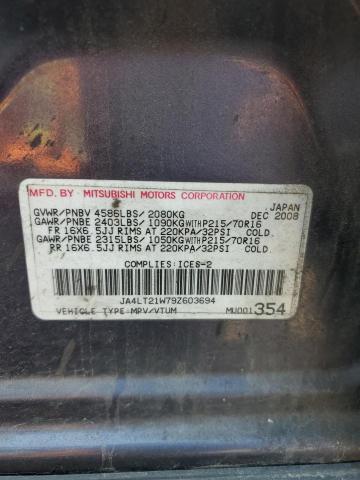 MFD. BY MITSUBISHI MOTORS CORPORATION
JAPAN
GVWR/PNBV 4586LBS/2080KG DEC 2008
GAWR/PNBE 2403LBS/1090KGWITHP215/70R16
FR 16X6.5JJ RIMS AT 220KPA/32PSI COLD.
GAWR/PNBE 2315LBS/1050KGWITHP215/70R16
RR 16X6.5JJ RIMS AT 220KPA/32PSI COLD.
COMPLIES:ICES-2
JA4LT21W79Z603694
VEHICLE TYPE:MPV/VTUM MU001354